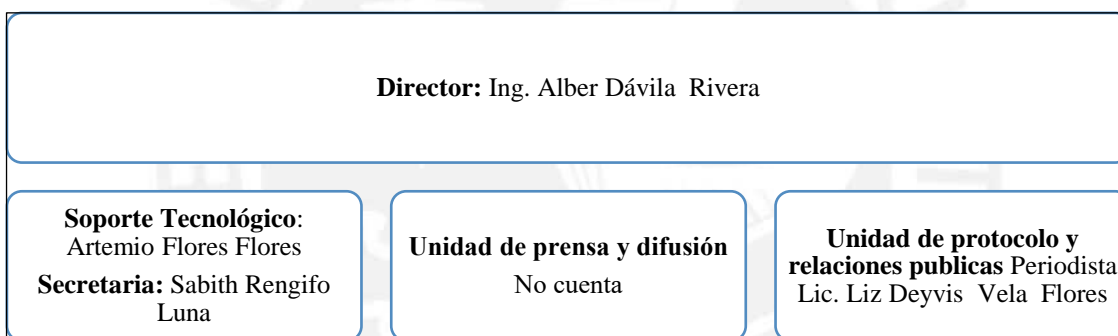 Director: Ing. Alber Dávila Rivera
Soporte Tecnológico:
Artemio Flores Flores
Secretaria: Sabith Rengifo
Luna
Unidad de prensa y difusión
No cuenta
Unidad de protocolo y
relaciones publicas Periodista
Lic. Liz Deyvis Vela Flores